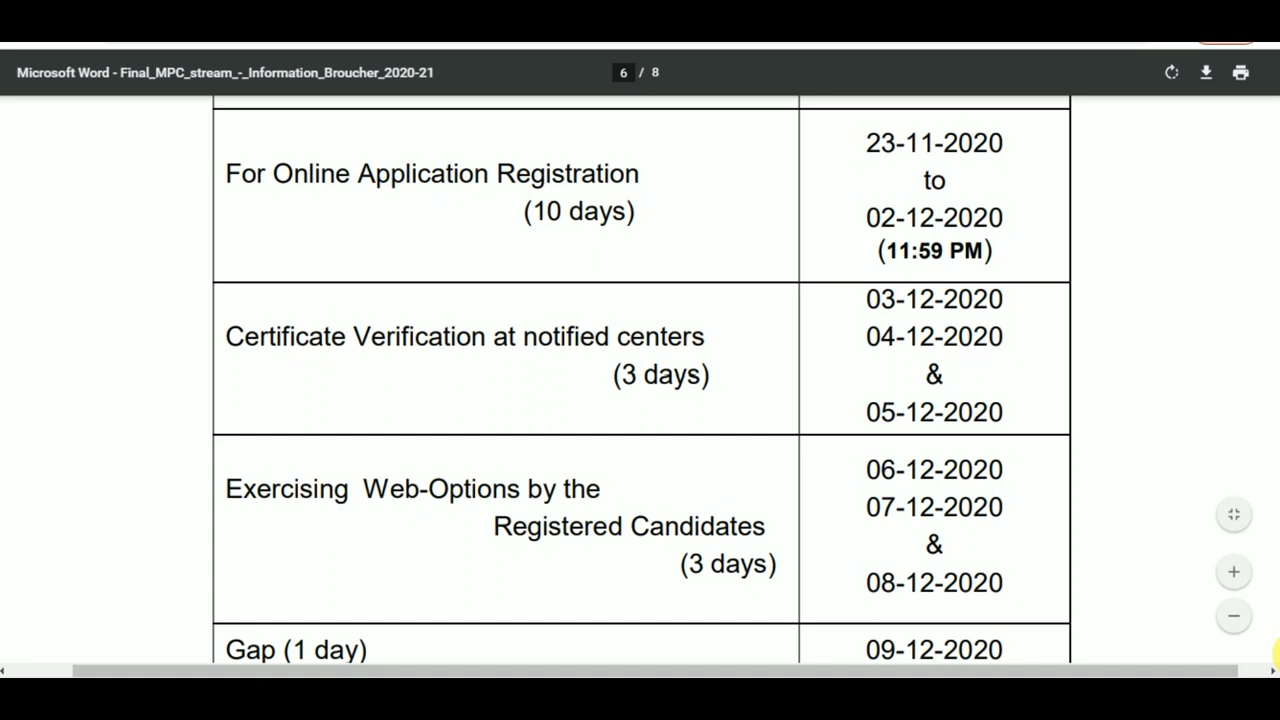 Microsoft Word - Final_MPC_stream_-_Information_Broucher_2020-21
6 / 8
For Online Application Registration
(10 days)
23-11-2020
to
02-12-2020
(11:59 PM)
Certificate Verification at notified centers
(3 days)
03-12-2020
04-12-2020
&
05-12-2020
Exercising Web-Options by the
Registered Candidates
(3 days)
06-12-2020
07-12-2020
&
08-12-2020
Gap (1 day)
09-12-2020